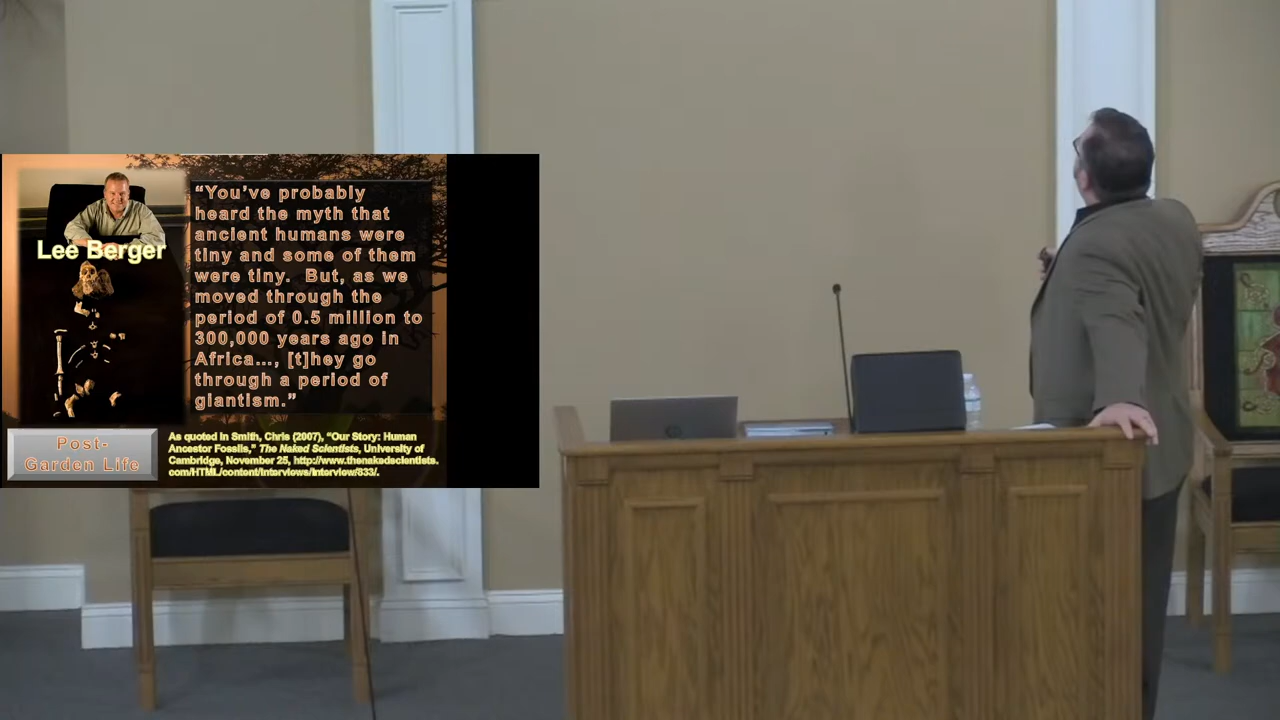 Lee Berger
“You’ve probably
heard the myth that
ancient humans were
tiny and some of them
were tiny.  But, as we
moved through the
period of 0.5 million to
300,000 years ago in
Africa…, [t]hey go
through a period of
giantism.”
Post-
Garden Life
As quoted in Smith, Chris (2007), “Our Story: Human
Ancestor Fossils,” The Naked Scientists, University of
Cambridge, November 25, http://www.thenakedscientists.
com/HTML/content/interviews/interview/833/.